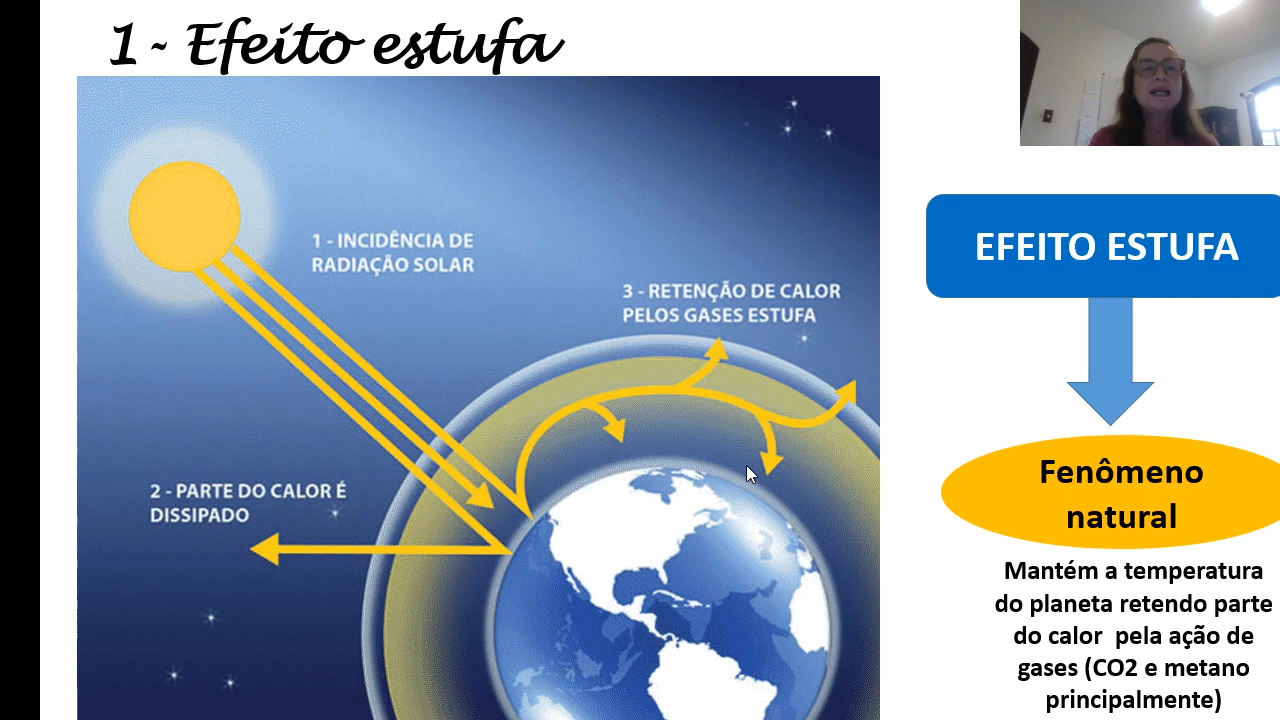 1- Efeito estufa
1 - INCIDÊNCIA DE
RADIAÇÃO SOLAR
3 - RETENÇÃO DE CALOR
PELOS GASES ESTUFA
2 - PARTE DO CALOR É
DISSIPADO
EFEITO ESTUFA
Fenômeno
natural
Mantém a temperatura
do planeta retendo parte
do calor pela ação de
gases (CO2 e metano
principalmente)